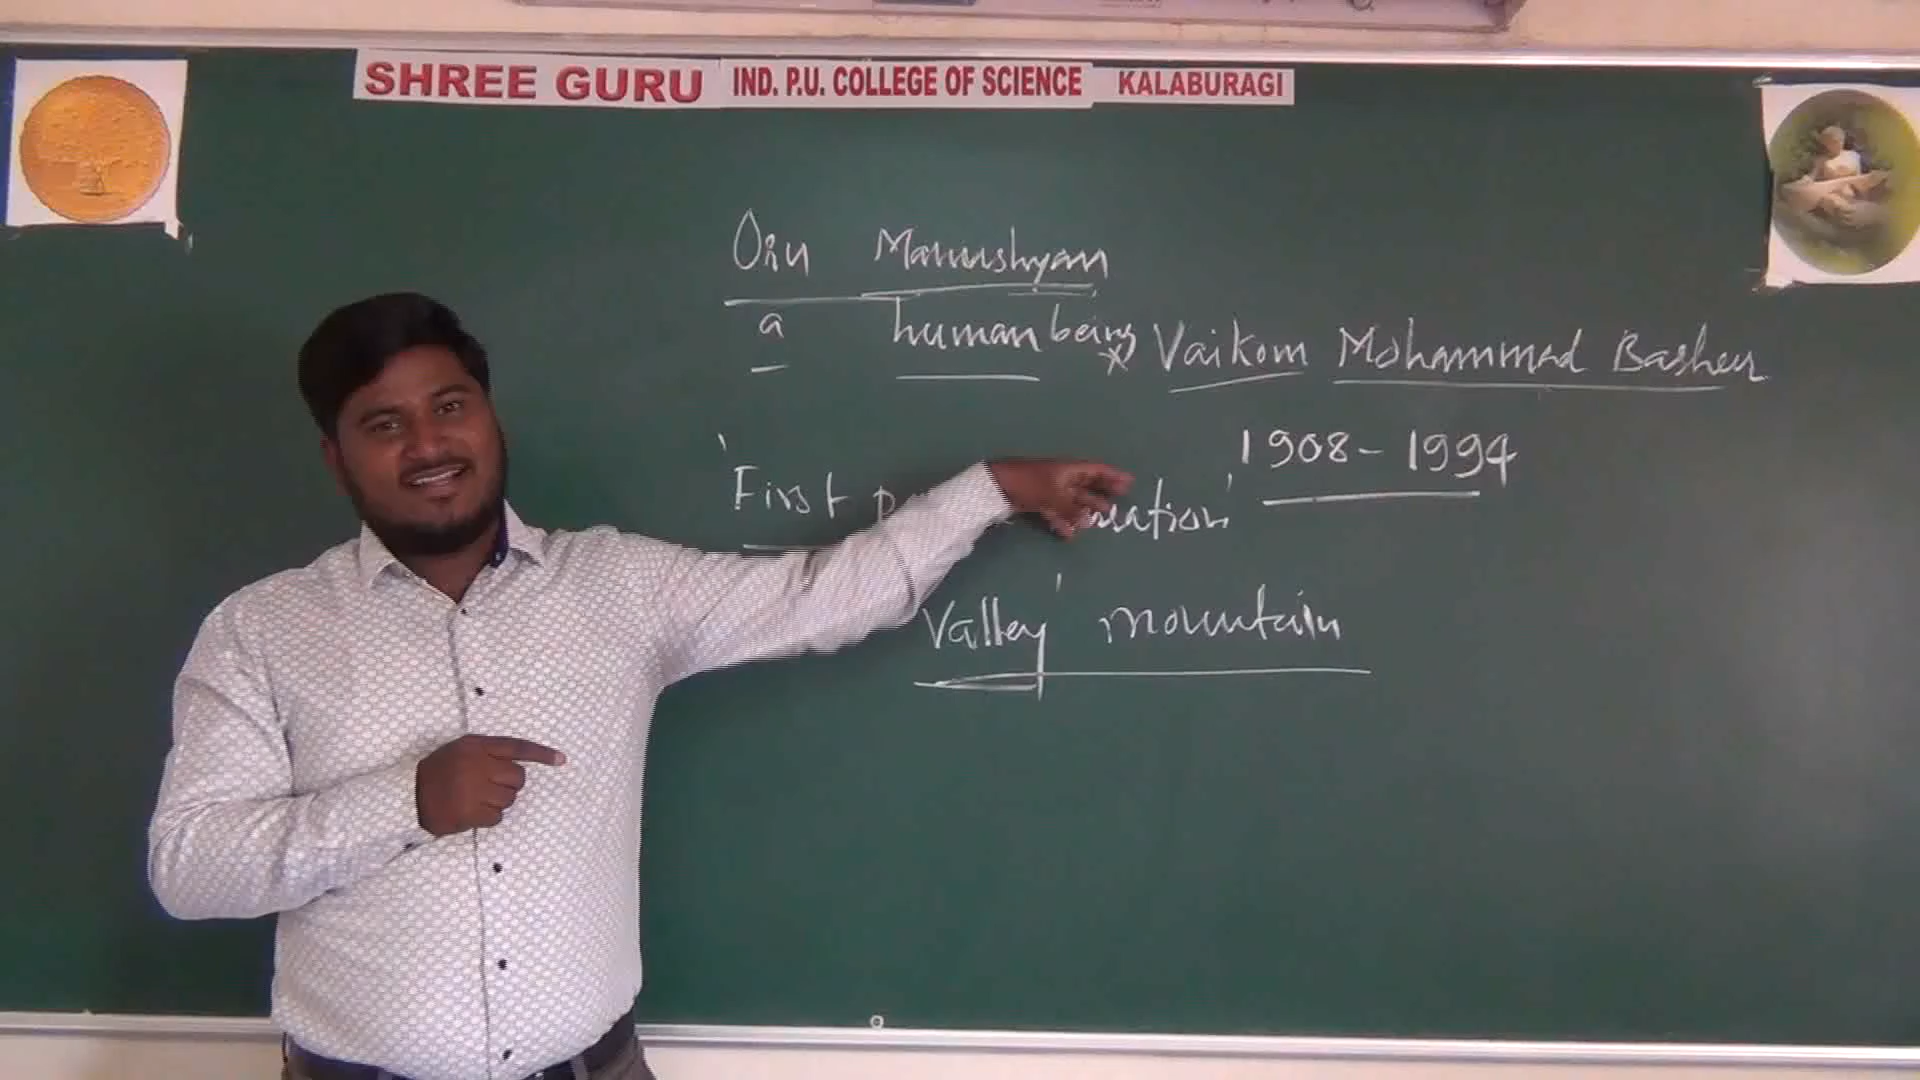 SHREE GURU IND. P.U. COLLEGE OF SCIENCE KALABURAGI
Oru Manushyan
a human being
* Vaikom Mohammad Basheer
1908 - 1994
'First
Valley' mountain